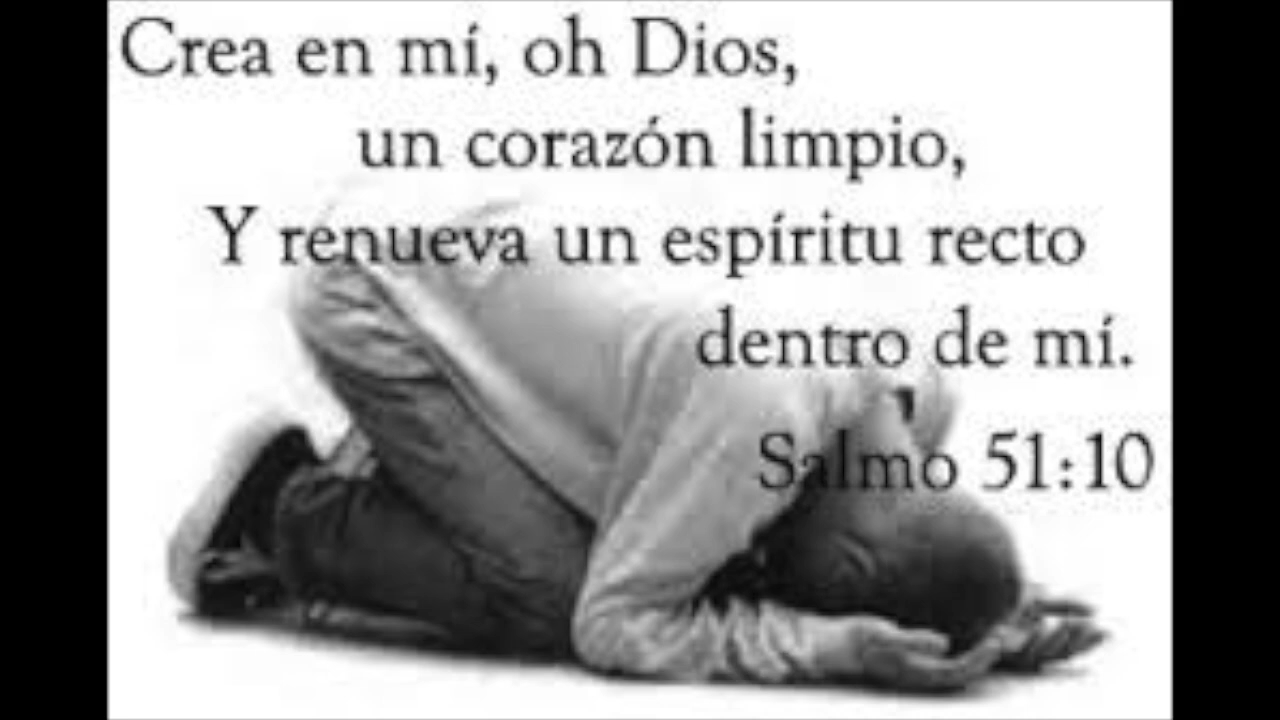 Crea en mí, oh Dios,
un corazón limpio,
Y renueva un espíritu recto
dentro de mí.
Salmo 51:10